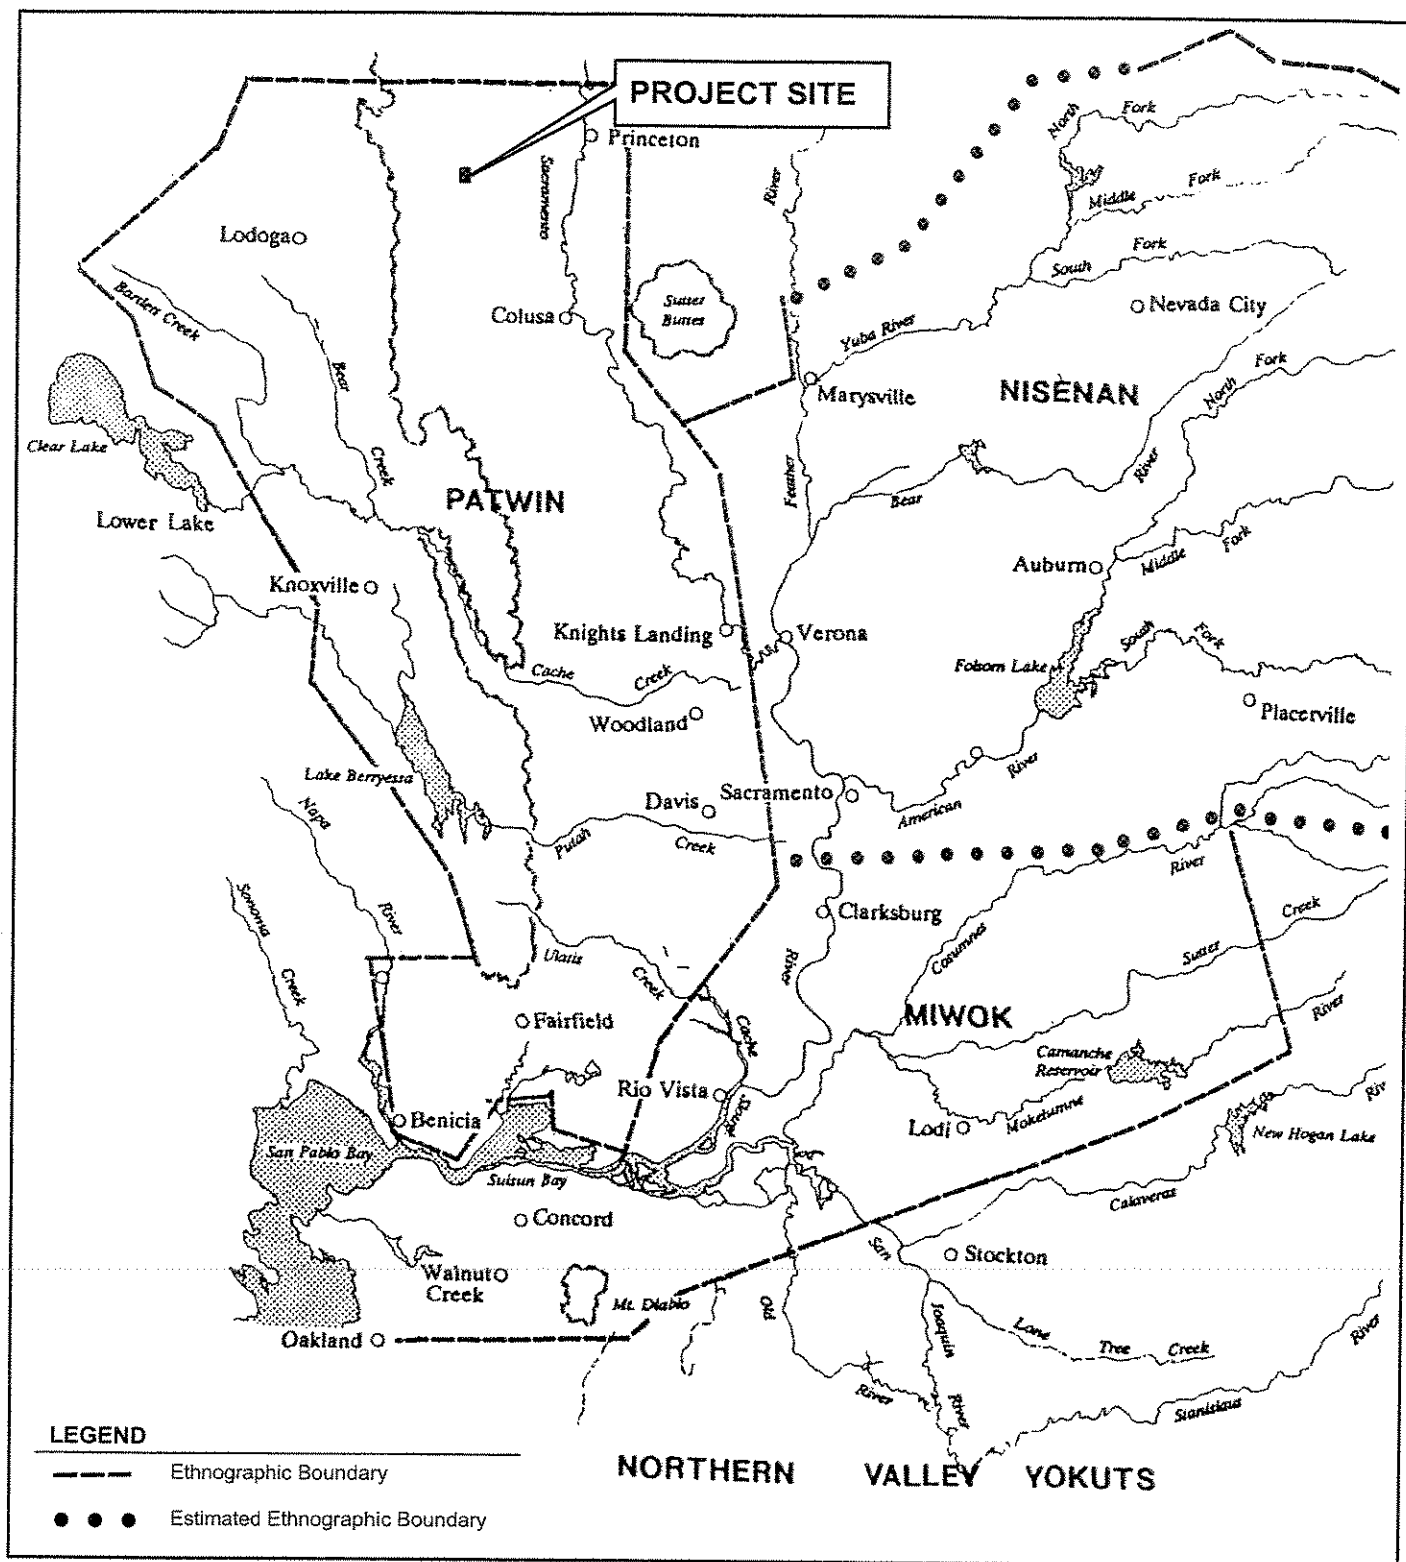 PROJECT SITE
North
Fork
Princeton
Sacramento
River
Middle
Fork
Lodoga
South
Fork
Bartlett Creek
Sutter
Buttes
Nevada City
Colusa
Yuba River
Bear
Creek
Marysville
NISENAN
North
Fork
Clear Lake
PATWIN
Feather
Bear
River
Lower Lake
Auburn
Middle
Fork
Knoxville
Knights Landing
Verona
South
Fork
Cache
Creek
Folsom Lake
Woodland
Placerville
Lake Berryessa
Napa
River
Davis
Sacramento
River
American
Putah
Creek
River
Sonoma
Creek
Clarksburg
Cosumnes
Creek
Sutter
Ulatis
Creek
River
MIWOK
River
Fairfield
Cache
Slough
Camanche
Reservoir
Rio Vista
Benicia
Lodi
Mokelumne
Riv
New Hogan Lake
San Pablo Bay
Suisun Bay
Calaveras
Concord
San
Stockton
Walnut
Creek
Mt. Diablo
Old
River
Joaquin
River
Lone
Tree
Creek
River
Oakland
Stanislaus
NORTHERN VALLEY YOKUTS
LEGEND
Ethnographic Boundary
Estimated Ethnographic Boundary